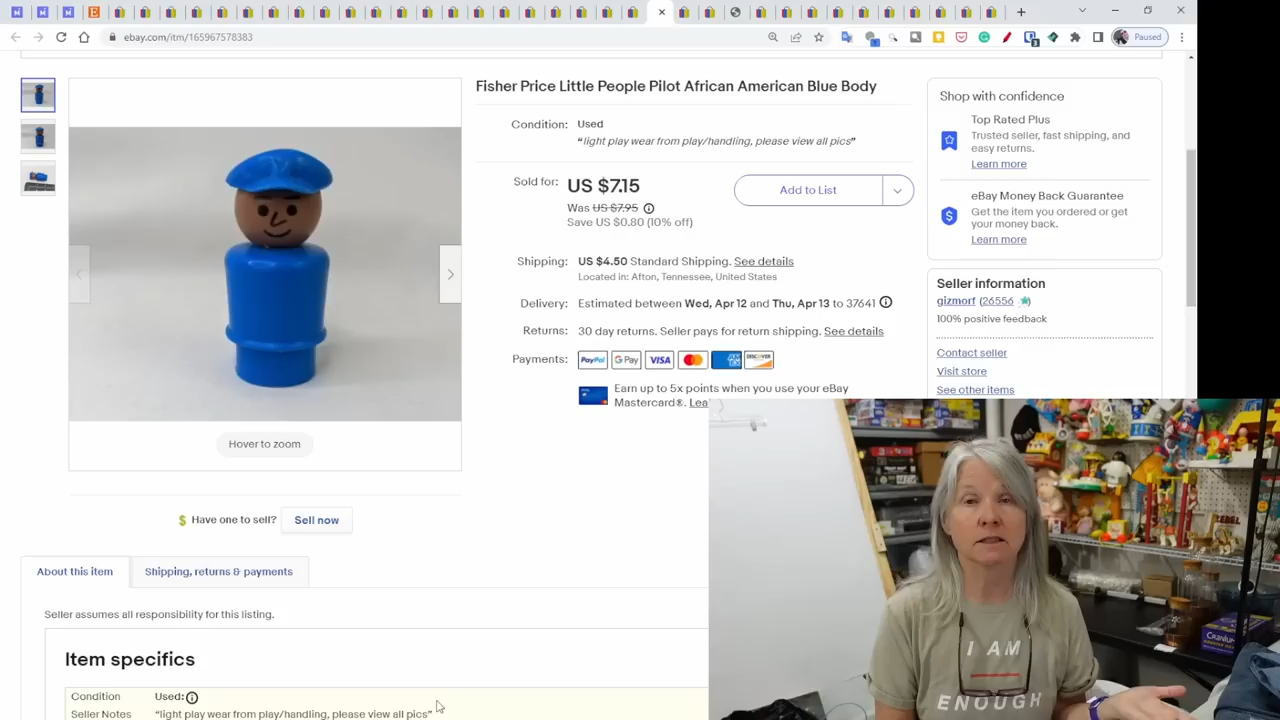 ebay.com/itm/165967578383
Paused
Fisher Price Little People Pilot African American Blue Body
Condition: Used
“light play wear from play/handling, please view all pics”
Sold for: US $7.15
Was US $7.95
Save US $0.80 (10% off)
Add to List
Shipping: US $4.50 Standard Shipping. See details
Located in: Afton, Tennessee, United States
Delivery: Estimated between Wed, Apr 12 and Thu, Apr 13 to 37641
Returns: 30 day returns. Seller pays for return shipping. See details
Payments: PayPal G Pay VISA MasterCard DISCOVER
Earn up to 5x points when you use your eBay
Mastercard®. Lea
Shop with confidence
Top Rated Plus
Trusted seller, fast shipping, and
easy returns.
Learn more
eBay Money Back Guarantee
Get the item you ordered or get
your money back.
Learn more
Seller information
gizmorf (26556)
100% positive feedback
Contact seller
Visit store
See other items
Hover to zoom
Have one to sell? Sell now
About this item
Shipping, returns & payments
Seller assumes all responsibility for this listing.
Item specifics
Condition Used:
Seller Notes “light play wear from play/handling, please view all pics”
I AM
ENOUGH
CRANIUM